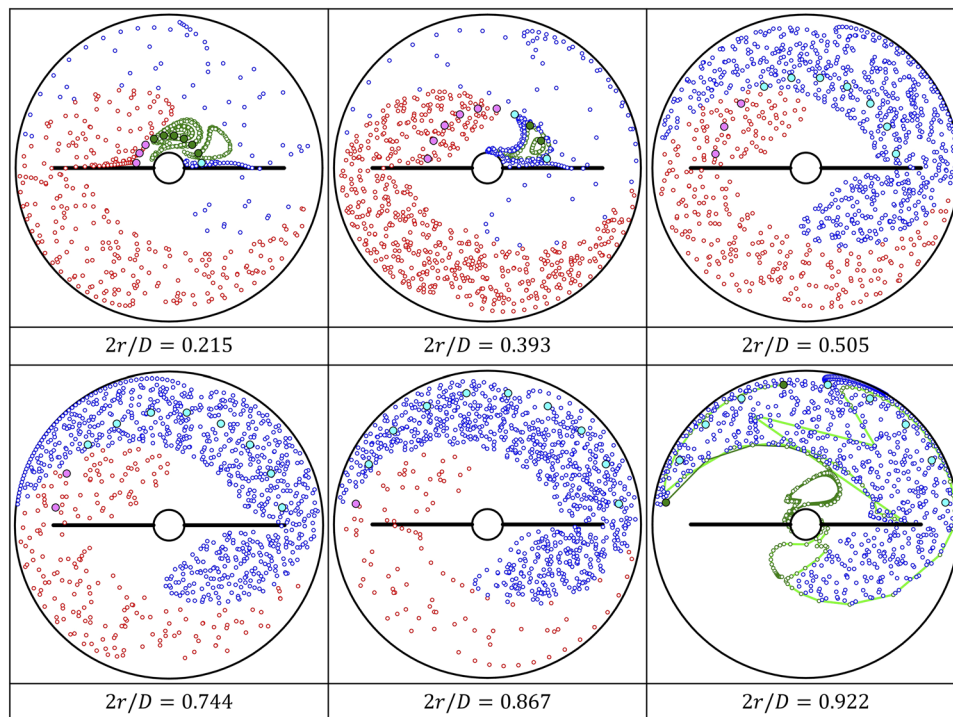 2r/D = 0.215
2r/D = 0.393
2r/D = 0.505
2r/D = 0.744
2r/D = 0.867
2r/D = 0.922